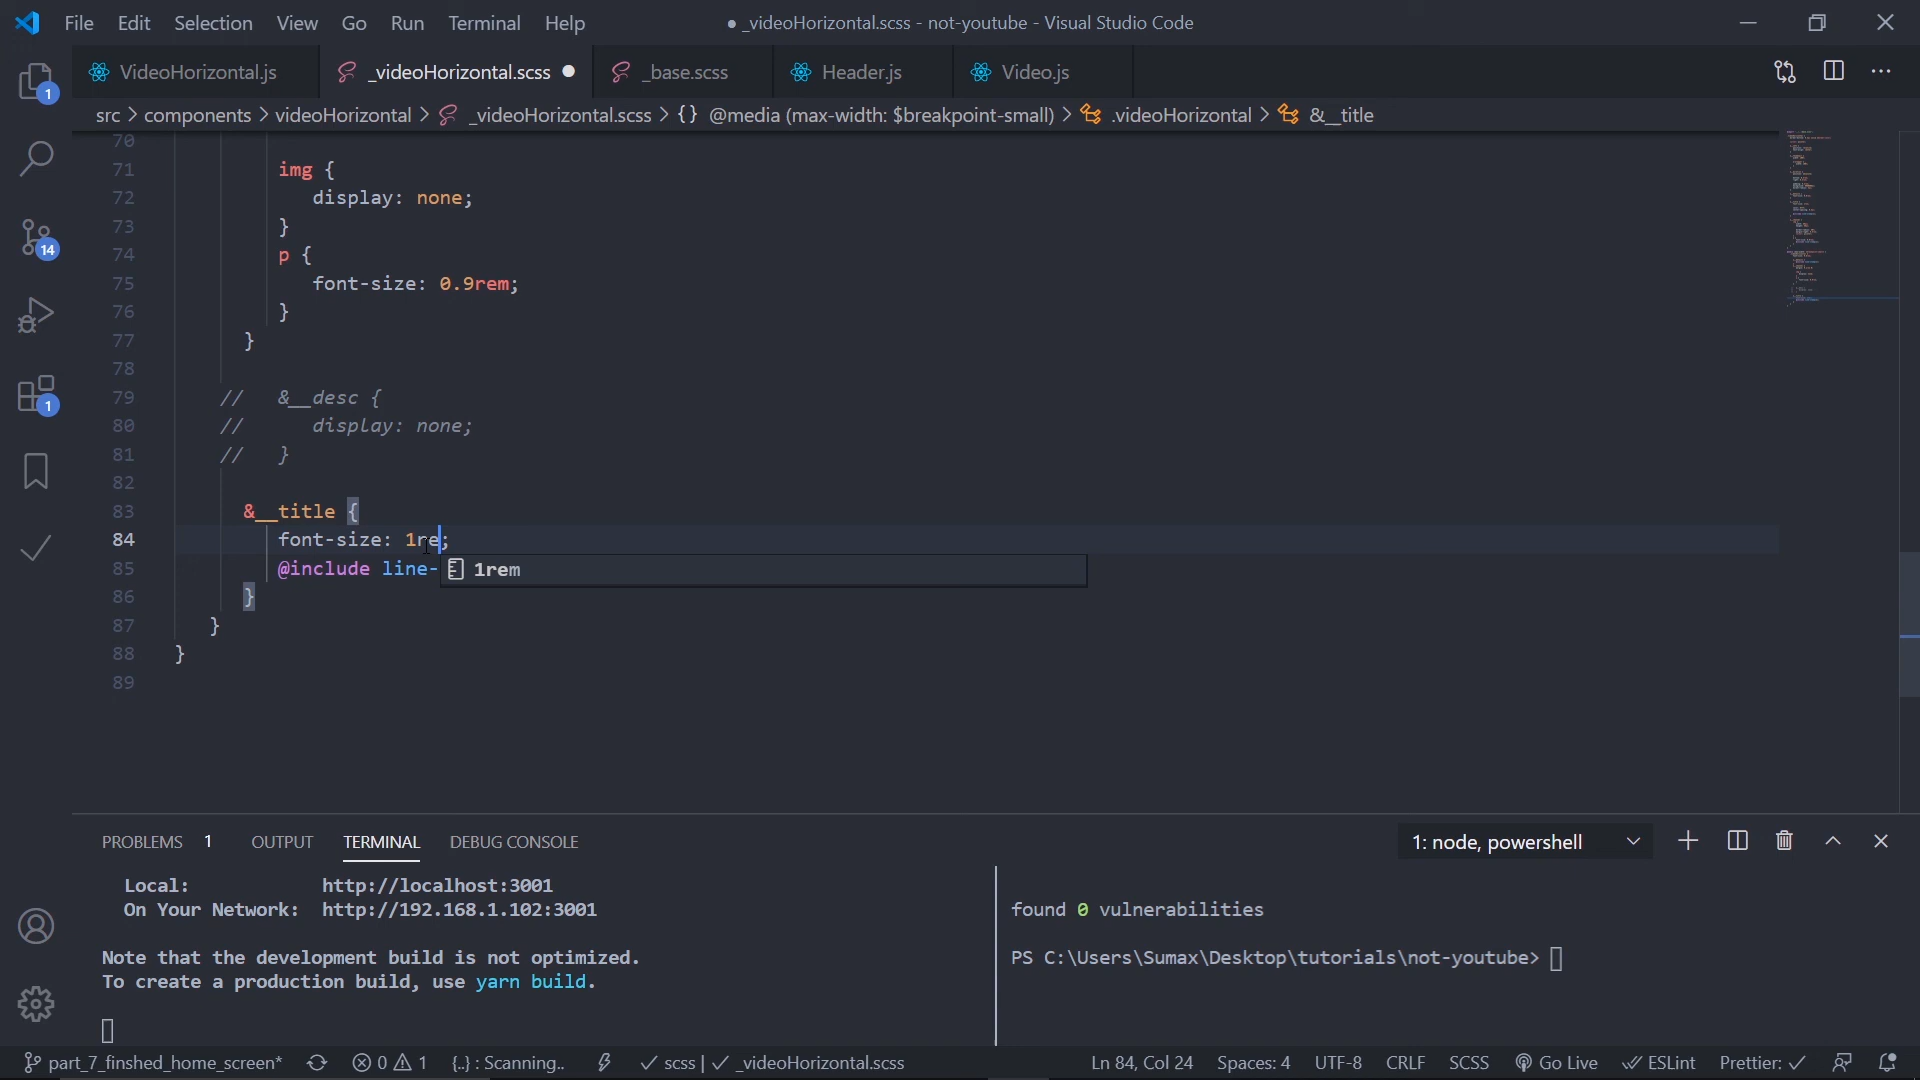 File Edit Selection View Go Run Terminal Help
● _videoHorizontal.scss - not-youtube - Visual Studio Code
VideoHorizontal.js _videoHorizontal.scss ● _base.scss Header.js Video.js
src > components > videoHorizontal > _videoHorizontal.scss > {} @media (max-width: $breakpoint-small) > .videoHorizontal > &__title
70
71 img {
72 display: none;
73 }
74 p {
75 font-size: 0.9rem;
76 }
77 }
78
79 // &__desc {
80 // display: none;
81 // }
82
83 &__title {
84 font-size: 1re;
85 @include line-
1rem
86 }
87 }
88 }
89
1
14
1
PROBLEMS 1 OUTPUT TERMINAL DEBUG CONSOLE
1: node, powershell
Local: http://localhost:3001
On Your Network: http://192.168.1.102:3001
Note that the development build is not optimized.
To create a production build, use yarn build.
found 0 vulnerabilities
PS C:\Users\Sumax\Desktop\tutorials\not-youtube>
part_7_finshed_home_screen* 0 1 {..} : Scanning.. ✓ scss | ✓ _videoHorizontal.scss
Ln 84, Col 24 Spaces: 4 UTF-8 CRLF SCSS Go Live ESLint Prettier: ✓